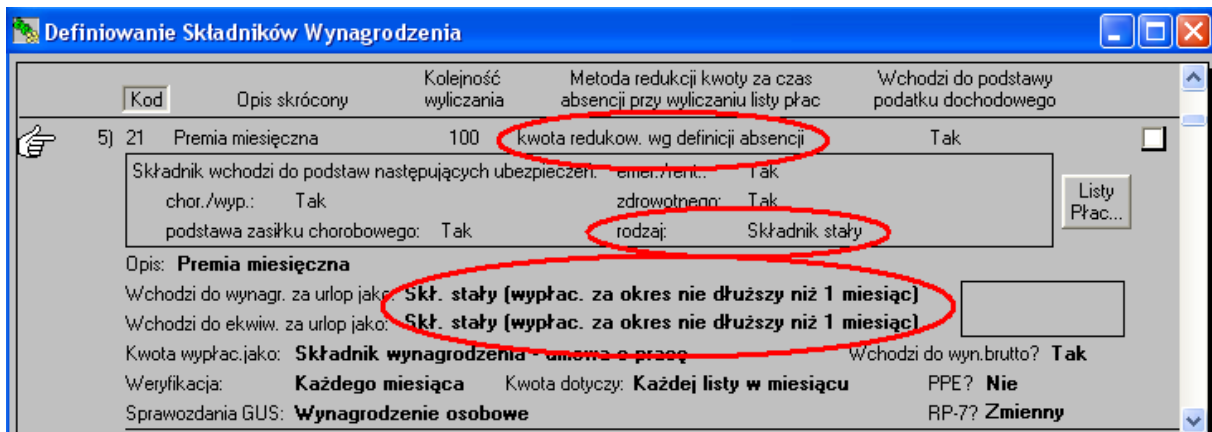 Definiowanie Składników Wynagrodzenia
Kod Opis skrócony Kolejność wyliczania Metoda redukcji kwoty za czas absencji przy wyliczaniu listy płac Wchodzi do podstawy podatku dochodowego
5) 21 Premia miesięczna 100 kwota redukow. wg definicji absencji Tak
Składnik wchodzi do podstaw następujących ubezpieczeń: emer./rent.: Tak
chor./wyp.: Tak zdrowotnego: Tak
Listy Płac...
podstawa zasiłku chorobowego: Tak rodzaj: Składnik stały
Opis: Premia miesięczna
Wchodzi do wynagr. za urlop jako: Skł. stały (wypłac. za okres nie dłuższy niż 1 miesiąc)
Wchodzi do ekwiw. za urlop jako: Skł. stały (wypłac. za okres nie dłuższy niż 1 miesiąc)
Kwota wypłac.jako: Składnik wynagrodzenia - umowa o pracę Wchodzi do wyn.brutto? Tak
Weryfikacja: Każdego miesiąca Kwota dotyczy: Każdej listy w miesiącu PPE? Nie
Sprawozdania GUS: Wynagrodzenie osobowe RP-7? Zmienny